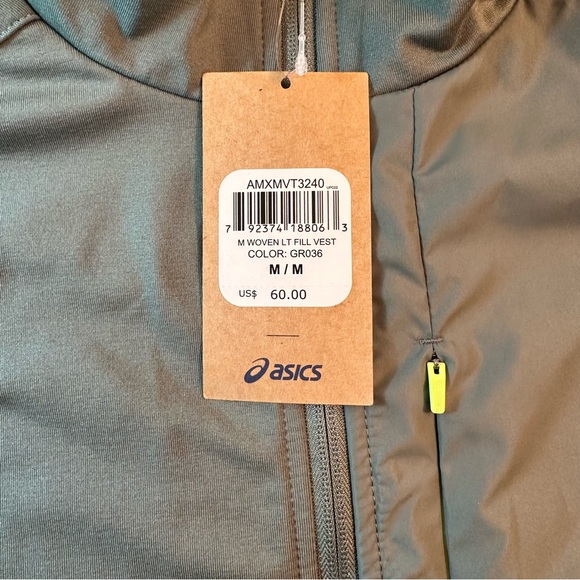 AMXMVT3240
7 92374 18806 3
M WOVEN LT FILL VEST
COLOR: GR036
M / M
US$ 60.00
asics